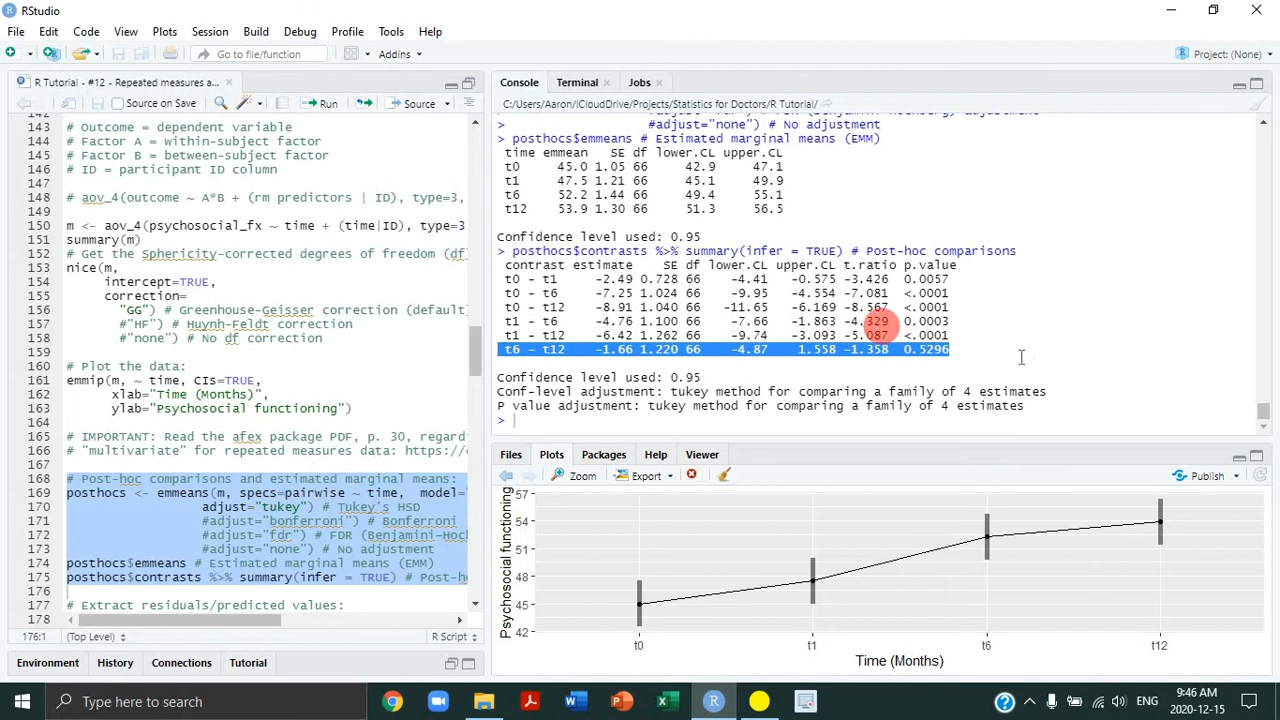 RStudio
File Edit Code View Plots Session Build Debug Profile Tools Help
Go to file/function Addins Project: (None)
R Tutorial - #12 - Repeated measures a...
Source on Save Run Source
143 # Outcome = dependent variable
144 # Factor A = within-subject factor
145 # Factor B = between-subject factor
146 # ID = participant ID column
147
148 # aov_4(outcome ~ A*B + (rm predictors | ID), type=3,
149
150 m <- aov_4(psychosocial_fx ~ time + (time|ID), type=3
151 summary(m)
152 # Get the Sphericity-corrected degrees of freedom (df)
153 nice(m,
154 intercept=TRUE,
155 correction=
156 "GG") # Greenhouse-Geisser correction (default)
157 #"HF") # Huynh-Feldt correction
158 #"none") # No df correction
159
160 # Plot the data:
161 emmip(m, ~ time, CIs=TRUE,
162 xlab="Time (Months)",
163 ylab="Psychosocial functioning")
164
165 # IMPORTANT: Read the afex package PDF, p. 30, regard
166 # "multivariate" for repeated measures data: https://c
167
168 # Post-hoc comparisons and estimated marginal means:
169 posthocs <- emmeans(m, specs=pairwise ~ time, model=
170 adjust="tukey") # Tukey's HSD
171 #adjust="bonferroni") # Bonferroni
172 #adjust="fdr") # FDR (Benjamini-Hoc
173 #adjust="none") # No adjustment
174 posthocs$emmeans # Estimated marginal means (EMM)
175 posthocs$contrasts %>% summary(infer = TRUE) # Post-h
176
177 # Extract residuals/predicted values:
178
176:1 (Top Level) R Script
Environment History Connections Tutorial
Console Terminal Jobs
C:/Users/Aaron/iCloudDrive/Projects/Statistics for Doctors/R Tutorial/
> #adjust="none") # No adjustment
> posthocs$emmeans # Estimated marginal means (EMM)
time emmean SE df lower.CL upper.CL
t0 45.0 1.05 66 42.9 47.1
t1 47.5 1.21 66 45.1 49.9
t6 52.2 1.44 66 49.4 55.1
t12 53.9 1.30 66 51.3 56.5
Confidence level used: 0.95
> posthocs$contrasts %>% summary(infer = TRUE) # Post-hoc comparisons
contrast estimate SE df lower.CL upper.CL t.ratio p.value
t0 - t1 -2.49 0.728 66 -4.41 -0.575 -3.426 0.0057
t0 - t6 -7.25 1.024 66 -9.95 -4.554 -7.081 <.0001
t0 - t12 -8.91 1.040 66 -11.65 -6.169 -8.567 <.0001
t1 - t6 -4.76 1.100 66 -7.66 -1.863 -4.329 0.0003
t1 - t12 -6.42 1.262 66 -9.74 -3.093 -5.087 <.0001
t6 - t12 -1.66 1.220 66 -4.87 1.558 -1.358 0.5296
Confidence level used: 0.95
Conf-level adjustment: tukey method for comparing a family of 4 estimates
P value adjustment: tukey method for comparing a family of 4 estimates
>
Files Plots Packages Help Viewer
Zoom Export Publish
Psychosocial functioning
57
54
51
48
45
42
t0 t1 t6 t12
Time (Months)
Type here to search
ENG
9:46 AM
2020-12-15